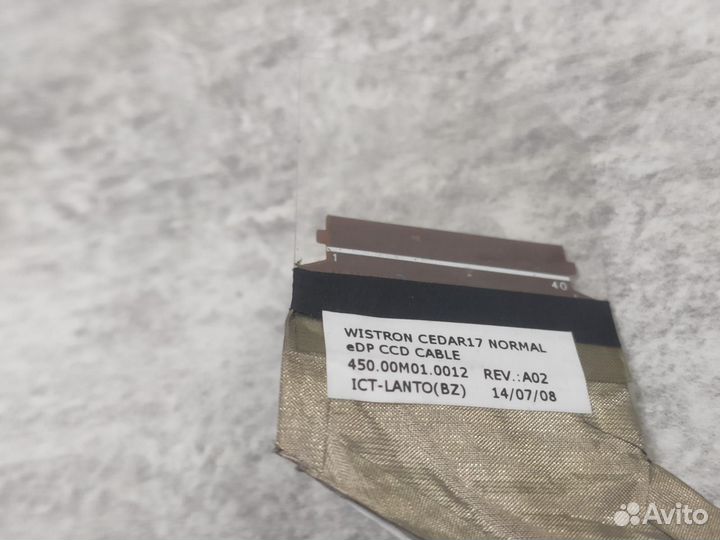 1
40
WISTRON CEDAR17 NORMAL
eDP CCD CABLE
450.00M01.0012 REV.:A02
ICT-LANTO(BZ) 14/07/08
Avito